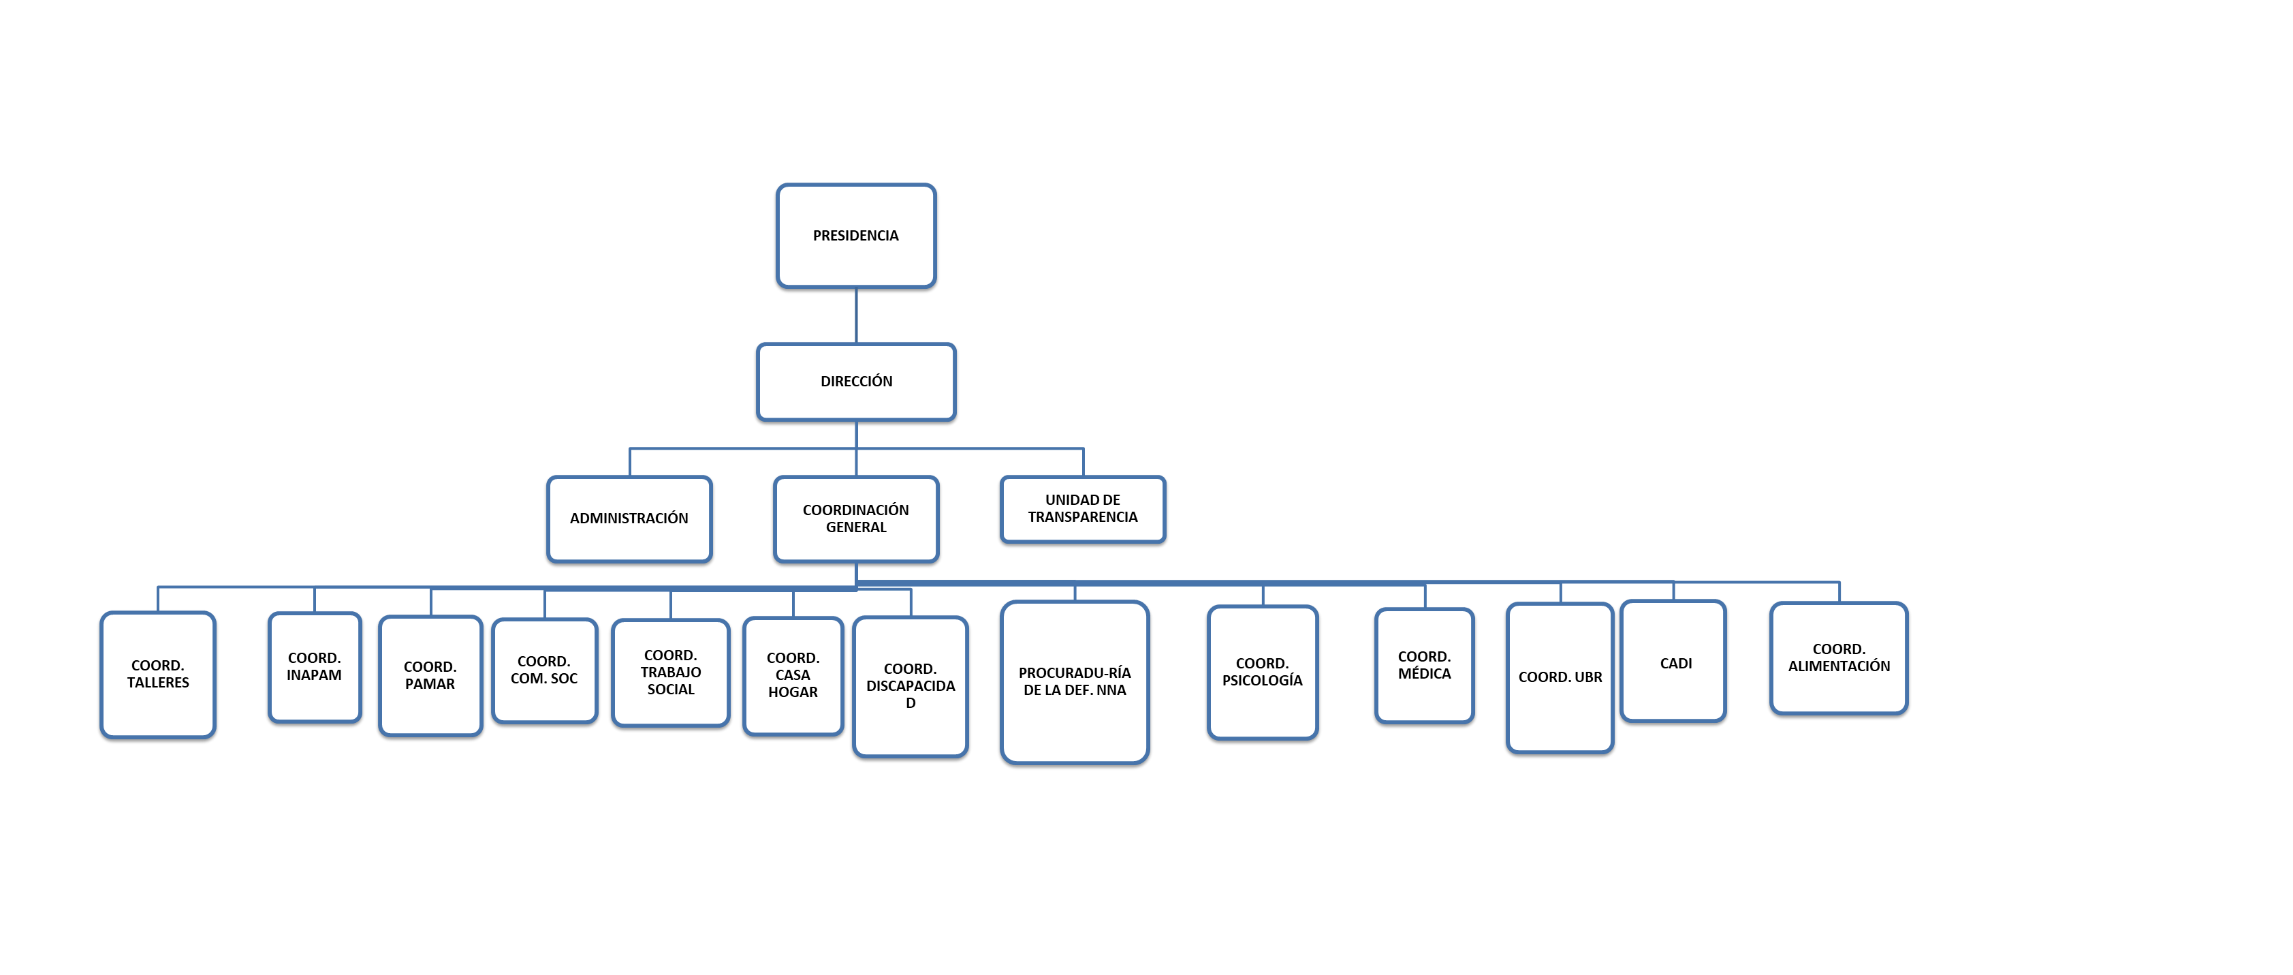 PRESIDENCIA
DIRECCIÓN
ADMINISTRACIÓN
COORDINACIÓN
GENERAL
UNIDAD DE
TRANSPARENCIA
COORD.
TALLERES
COORD.
INAPAM
COORD.
PAMAR
COORD.
COM. SOC
COORD.
TRABAJO
SOCIAL
COORD.
CASA
HOGAR
COORD.
DISCAPACIDA
D
PROCURADU-RÍA
DE LA DEF. NNA
COORD.
PSICOLOGÍA
COORD.
MÉDICA
COORD. UBR
CADI
COORD.
ALIMENTACIÓN